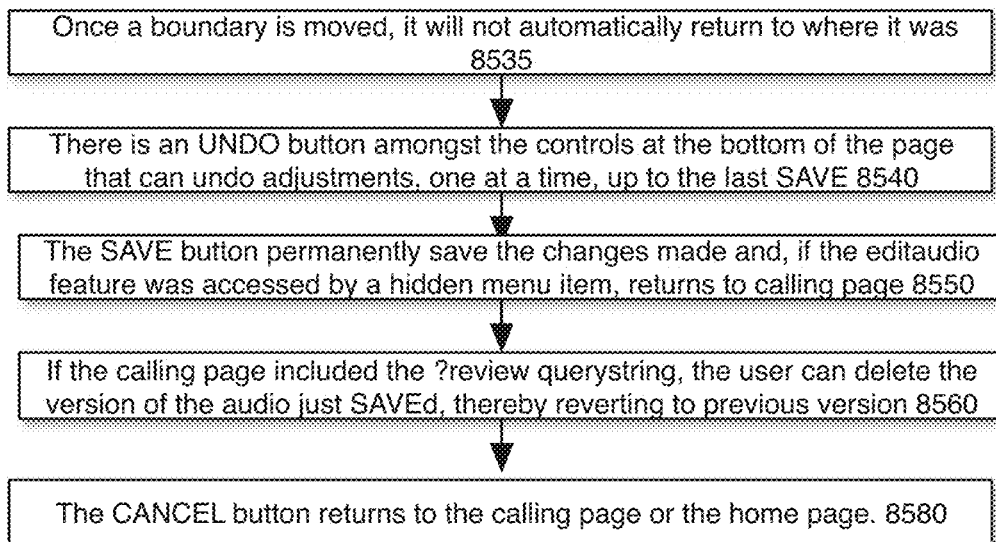 Once a boundary is moved, it will not automatically return to where it was
8535
There is an UNDO button amongst the controls at the bottom of the page
that can undo adjustments, one at a time, up to the last SAVE 8540
The SAVE button permanently save the changes made and, if the editaudio
feature was accessed by a hidden menu item, returns to calling page 8550
If the calling page included the ?review querystring, the user can delete the
version of the audio just SAVEd, thereby reverting to previous version 8560
The CANCEL button returns to the calling page or the home page. 8580